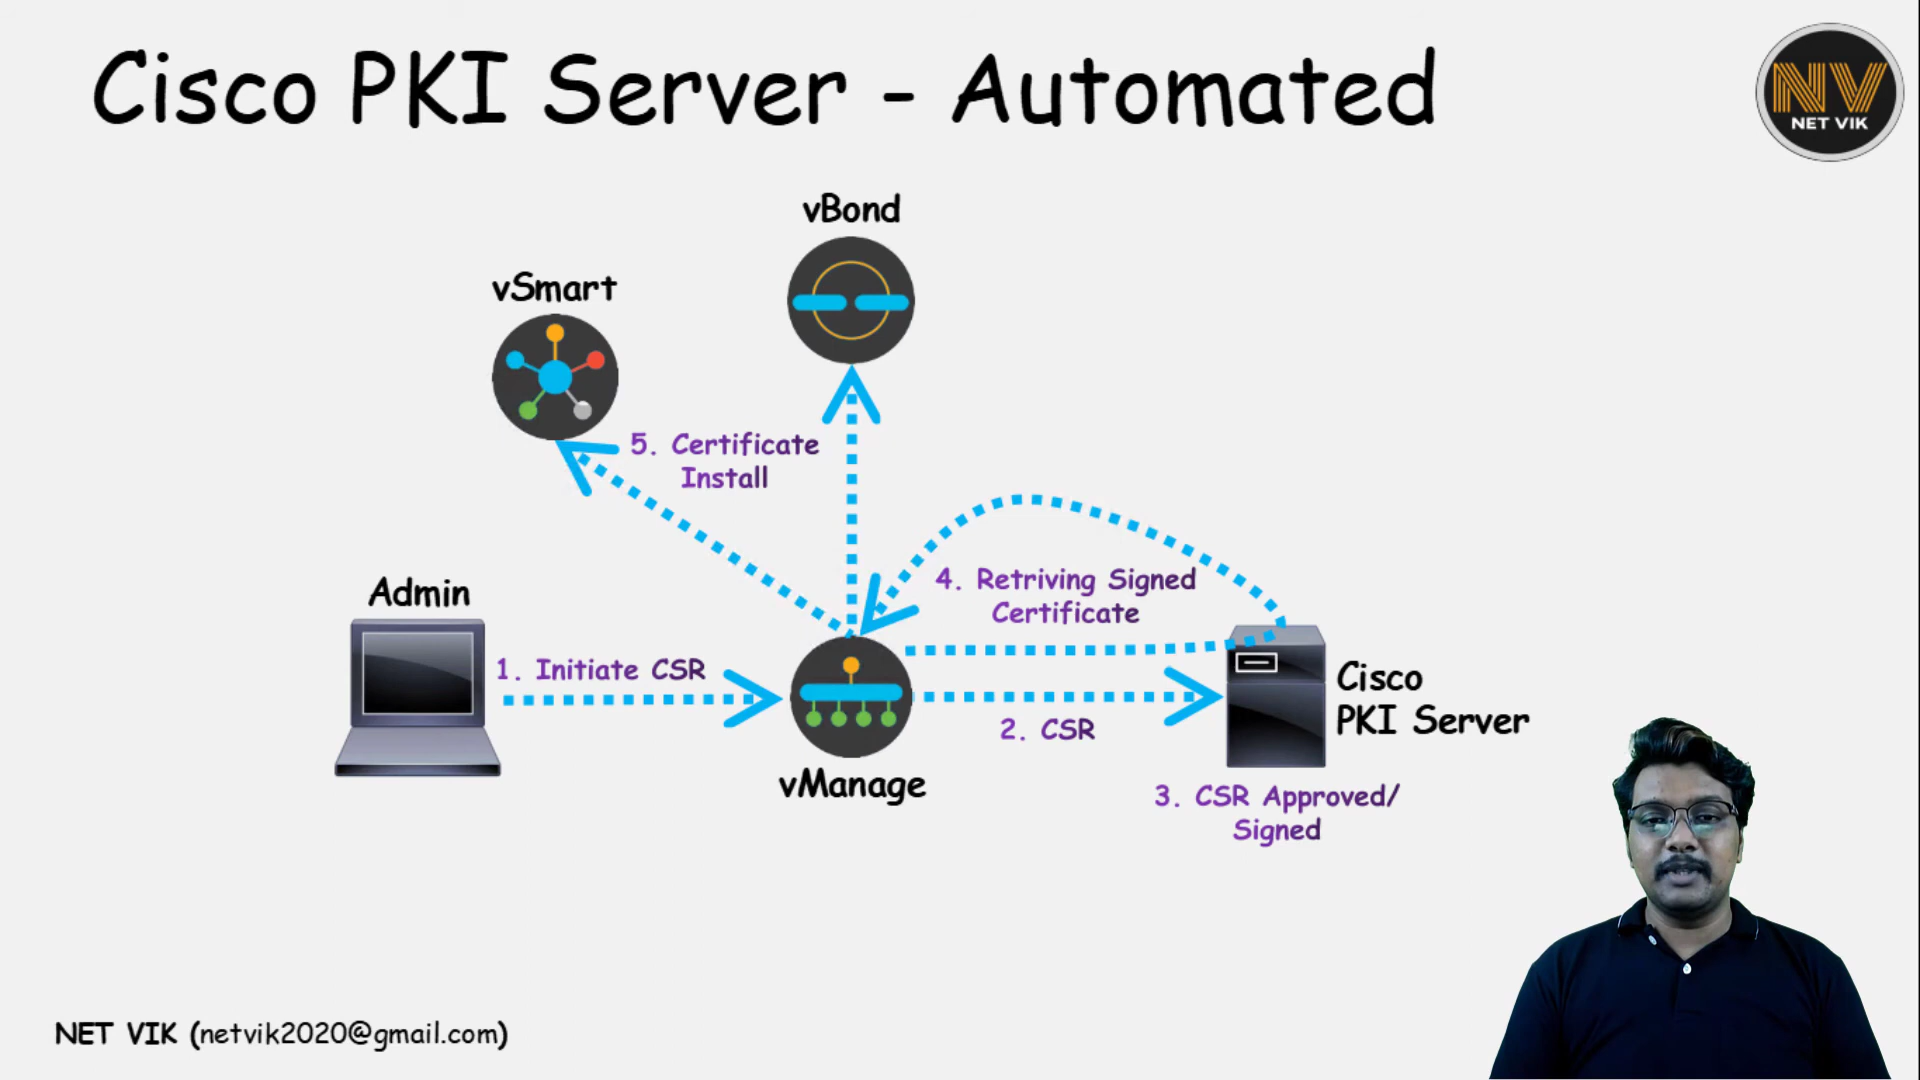 Cisco PKI Server - Automated
NV
NET VIK
vBond
vSmart
5. Certificate
Install
4. Retriving Signed
Certificate
Admin
1. Initiate CSR
Cisco
PKI Server
2. CSR
vManage
3. CSR Approved/
Signed
NET VIK (netvik2020@gmail.com)